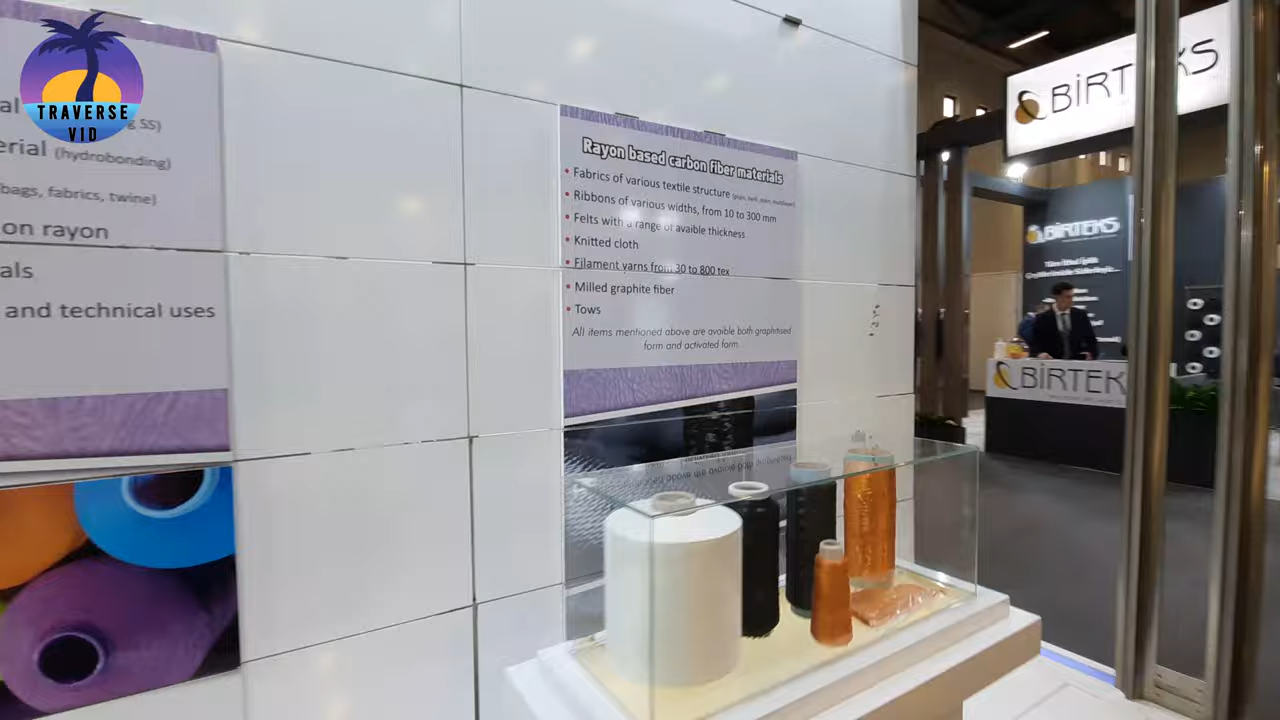 TRAVERSE
VID
al
g SS)
erial (hydrobonding)
bags, fabrics, twine)
on rayon
als
and technical uses
Rayon based carbon fiber materials
Fabrics of various textile structure
Ribbons of various widths, from 10 to 300 mm
Felts with a range of avaible thickness
Knitted cloth
Filament yarns from 30 to 800 tex
Milled graphite fiber
Tows
All items mentioned above are avaible both graphitised
form and activated form.
BİRTEKS
BİRTEKS
BİRTEK